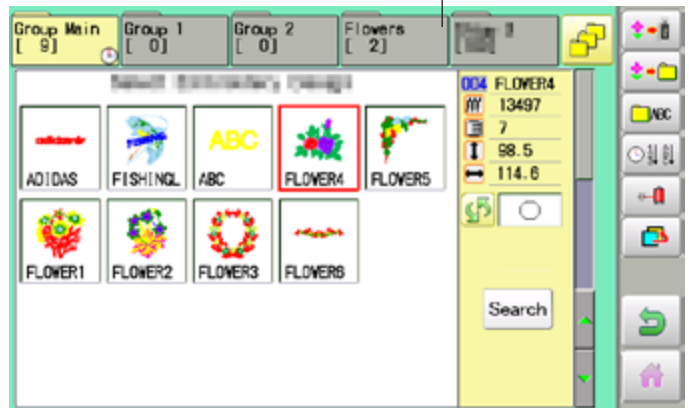 Group Main
[ 9]
Group 1
[ 0]
Group 2
[ 0]
Flowers
[ 2]
004 FLOWER4
13497
7
98.5
114.6
ABC
ADIDAS
FISHINGL
ABC
FLOWER4
FLOWER5
FLOWER1
FLOWER2
FLOWER3
FLOWER6
Search
ABC